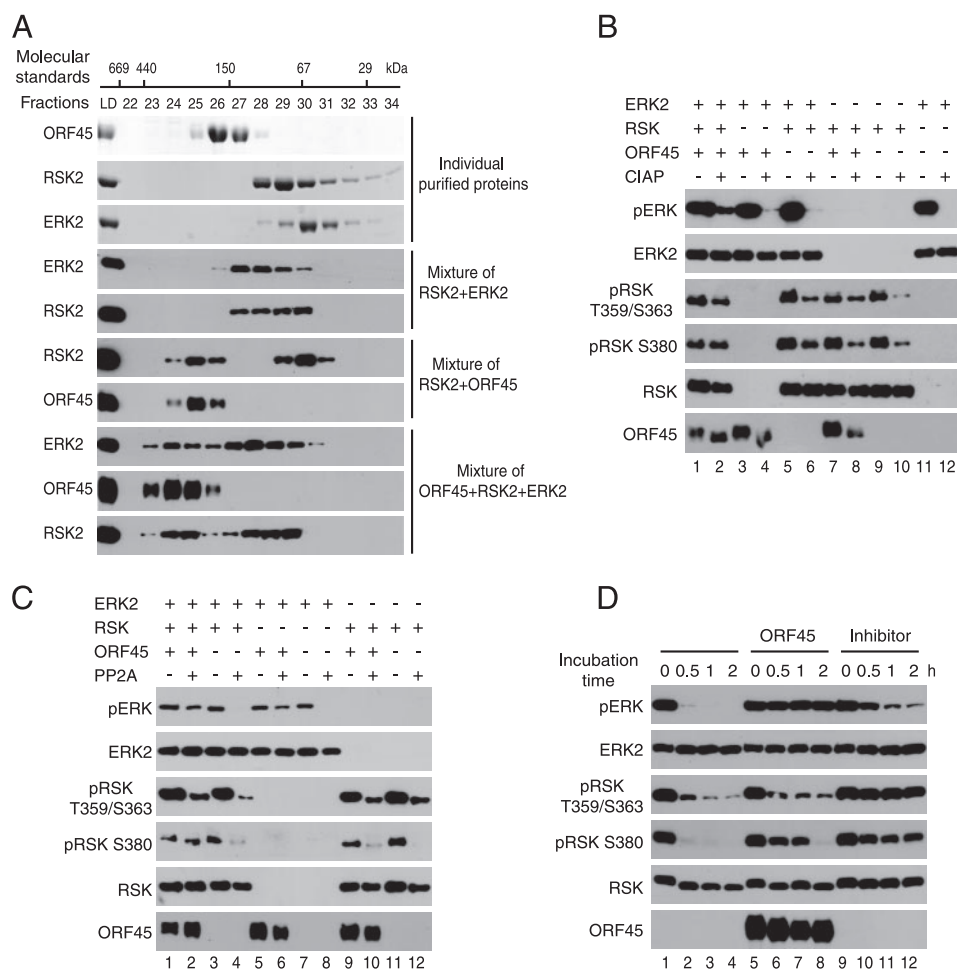 A
Molecular
standards
669 440 150 67 29 kDa
Fractions LD 22 23 24 25 26 27 28 29 30 31 32 33 34
ORF45
RSK2
ERK2
Individual
purified proteins
ERK2
RSK2
Mixture of
RSK2+ERK2
RSK2
ORF45
Mixture of
RSK2+ORF45
ERK2
ORF45
RSK2
Mixture of
ORF45+RSK2+ERK2
B
ERK2 + + + + + + - - - - + +
RSK + + - - + + + + + + - -
ORF45 + + + + - - + + - - - -
CIAP - + - + - + - + - + - +
pERK
ERK2
pRSK
T359/S363
pRSK S380
RSK
ORF45
1 2 3 4 5 6 7 8 9 10 11 12
C
ERK2 + + + + + + + + - - - -
RSK + + + + - - - - + + + +
ORF45 + + - - + + - - + + - -
PP2A - + - + - + - + - + - +
pERK
ERK2
pRSK
T359/S363
pRSK S380
RSK
ORF45
1 2 3 4 5 6 7 8 9 10 11 12
D
ORF45 Inhibitor
Incubation
time
0 0.5 1 2 0 0.5 1 2 0 0.5 1 2 h
pERK
ERK2
pRSK
T359/S363
pRSK S380
RSK
ORF45
1 2 3 4 5 6 7 8 9 10 11 12